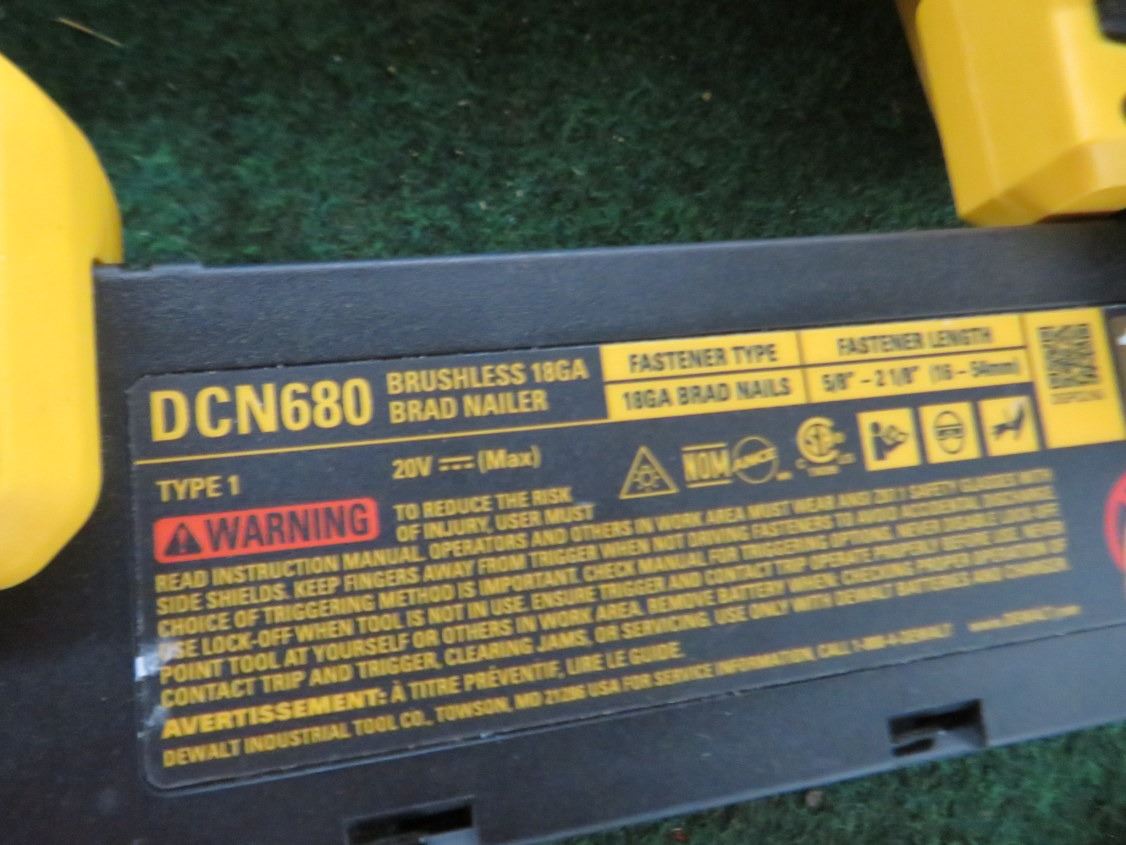 DCN680 BRUSHLESS 18GA
BRAD NAILER
FASTENER TYPE
18GA BRAD NAILS
FASTENER LENGTH
5/8" - 2 1/8" (16 - 54mm)
TYPE 1
20V (Max)
NOM
ANCE
WARNING TO REDUCE THE RISK
OF INJURY, USER MUST
READ INSTRUCTION MANUAL. OPERATORS AND OTHERS IN WORK AREA MUST WEAR ANSI Z87.1 SAFETY GLASSES WITH
SIDE SHIELDS. KEEP FINGERS AWAY FROM TRIGGER WHEN NOT DRIVING FASTENERS TO AVOID ACCIDENTAL DISCHARGE.
CHOICE OF TRIGGERING METHOD IS IMPORTANT. CHECK MANUAL FOR TRIGGERING OPTIONS. NEVER
USE LOCK-OFF WHEN TOOL IS NOT IN USE. ENSURE TRIGGER AND CONTACT TRIP OPERATE PROPERLY BEFORE USE. NEVER
POINT TOOL AT YOURSELF OR OTHERS IN WORK AREA. REMOVE BATTERY WHEN: CHECKING PROPER OPERATION OF
CONTACT TRIP AND TRIGGER, CLEARING JAMS, OR SERVICING. USE ONLY WITH DEWALT BATTERIES AND CHARGER.
AVERTISSEMENT: À TITRE PRÉVENTIF, LIRE LE GUIDE.
DEWALT INDUSTRIAL TOOL CO., TOWSON, MD 21286 USA FOR SERVICE INFORMATION, CALL 1-800-4-DEWALT www.DEWALT.com